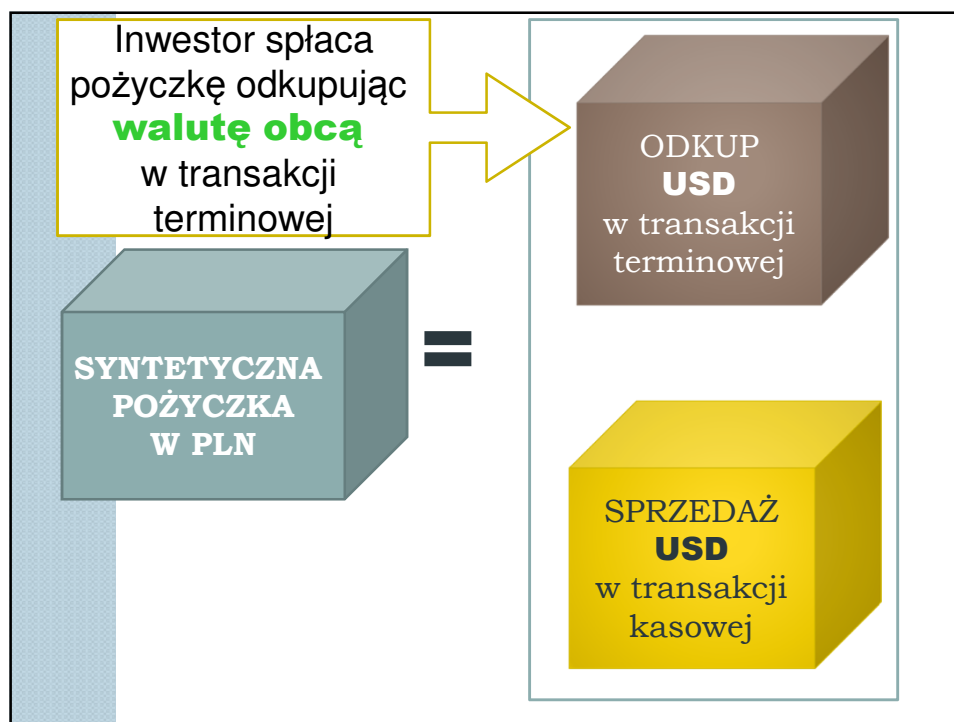 Inwestor spłaca
pożyczkę odkupując
walutę obcą
w transakcji
terminowej
ODKUP
USD
w transakcji
terminowej
SYNTETYCZNA
POŻYCZKA
W PLN
=
SPRZEDAŻ
USD
w transakcji
kasowej